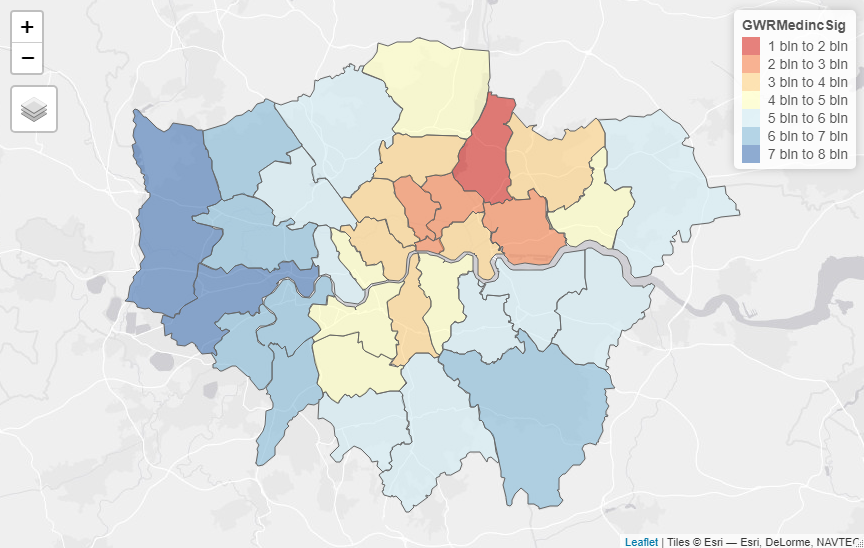 +
−
GWRMedincSig
1 bln to 2 bln
2 bln to 3 bln
3 bln to 4 bln
4 bln to 5 bln
5 bln to 6 bln
6 bln to 7 bln
7 bln to 8 bln
Leaflet | Tiles © Esri — Esri, DeLorme, NAVTEQ